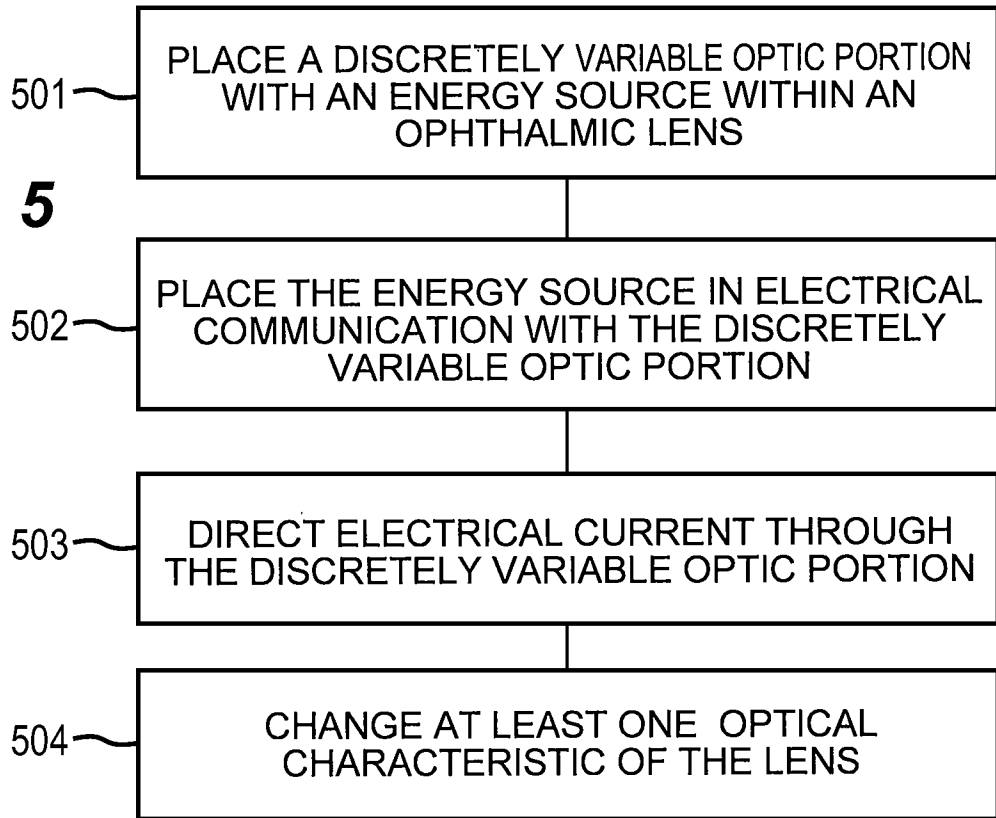 501
PLACE A DISCRETELY VARIABLE OPTIC PORTION
WITH AN ENERGY SOURCE WITHIN AN
OPHTHALMIC LENS
5
502
PLACE THE ENERGY SOURCE IN ELECTRICAL
COMMUNICATION WITH THE DISCRETELY
VARIABLE OPTIC PORTION
503
DIRECT ELECTRICAL CURRENT THROUGH
THE DISCRETELY VARIABLE OPTIC PORTION
504
CHANGE AT LEAST ONE OPTICAL
CHARACTERISTIC OF THE LENS